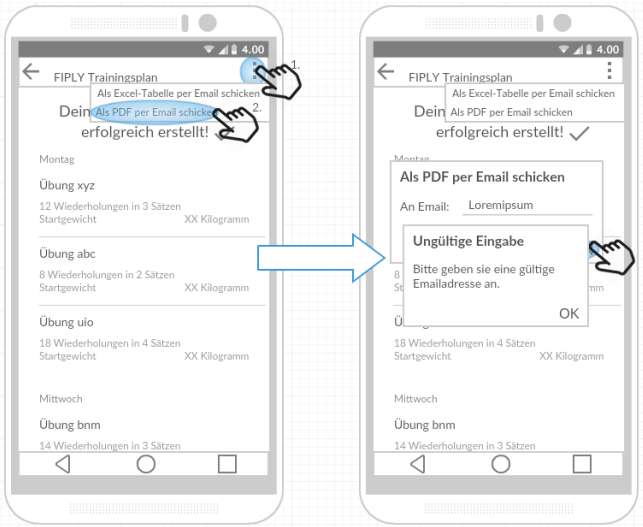 4.00
1.
FIPLY Trainingsplan
Als Excel-Tabelle per Email schicken
Dein
Als PDF per Email schicken
2.
erfolgreich erstellt!
Montag
Übung xyz
12 Wiederholungen in 3 Sätzen
Startgewicht XX Kilogramm
Übung abc
8 Wiederholungen in 2 Sätzen
Startgewicht XX Kilogramm
Übung uio
18 Wiederholungen in 4 Sätzen
Startgewicht XX Kilogramm
Mittwoch
Übung bnm
14 Wiederholungen in 3 Sätzen
4.00
FIPLY Trainingsplan
Als Excel-Tabelle per Email schicken
Dein
Als PDF per Email schicken
erfolgreich erstellt!
Montag
Als PDF per Email schicken
An Email: Loremipsum
Ungültige Eingabe
Bitte geben sie eine gültige
Emailadresse an.
OK
18 Wiederholungen in 4 Sätzen
Startgewicht XX Kilogramm
Mittwoch
Übung bnm
14 Wiederholungen in 3 Sätzen